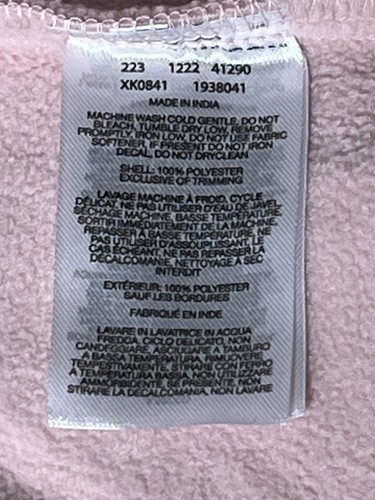 223 1222 41290
XK0841 1938041
MADE IN INDIA
MACHINE WASH COLD GENTLE, DO NOT
BLEACH, TUMBLE DRY LOW, REMOVE
PROMPTLY, IRON LOW, DO NOT USE FABRIC
SOFTENER, IF PRESENT DO NOT IRON
DECAL, DO NOT DRYCLEAN
SHELL: 100% POLYESTER
EXCLUSIVE OF TRIMMING
LAVAGE MACHINE À FROID, CYCLE
DÉLICAT, NE PAS UTILISER D'EAU DE JAVEL,
SÉCHAGE MACHINE, BASSE TEMPÉRATURE,
SORTIR IMMÉDIATEMENT DE LA MACHINE,
REPASSER À BASSE TEMPÉRATURE, NE
PAS UTILISER D'ASSOUPLISSANT, LE
CAS ÉCHÉANT, NE PAS REPASSER LA
DÉCALCOMANIE, NETTOYAGE À SEC
INTERDIT
EXTÉRIEUR: 100% POLYESTER
SAUF LES BORDURES
FABRIQUÉ EN INDE
LAVARE IN LAVATRICE IN ACQUA
FREDDA, CICLO DELICATO, NON
CANDEGGIARE, ASCIUGARE A TAMBURO
A BASSA TEMPERATURA, RIMUOVERE
TEMPESTIVAMENTE, STIRARE CON FERRO
A TEMPERATURA BASSA, NON UTILIZZARE
AMMORBIDENTE, SE PRESENTE, NON
STIRARE LA DECALCOMANIA, NON LAVARE